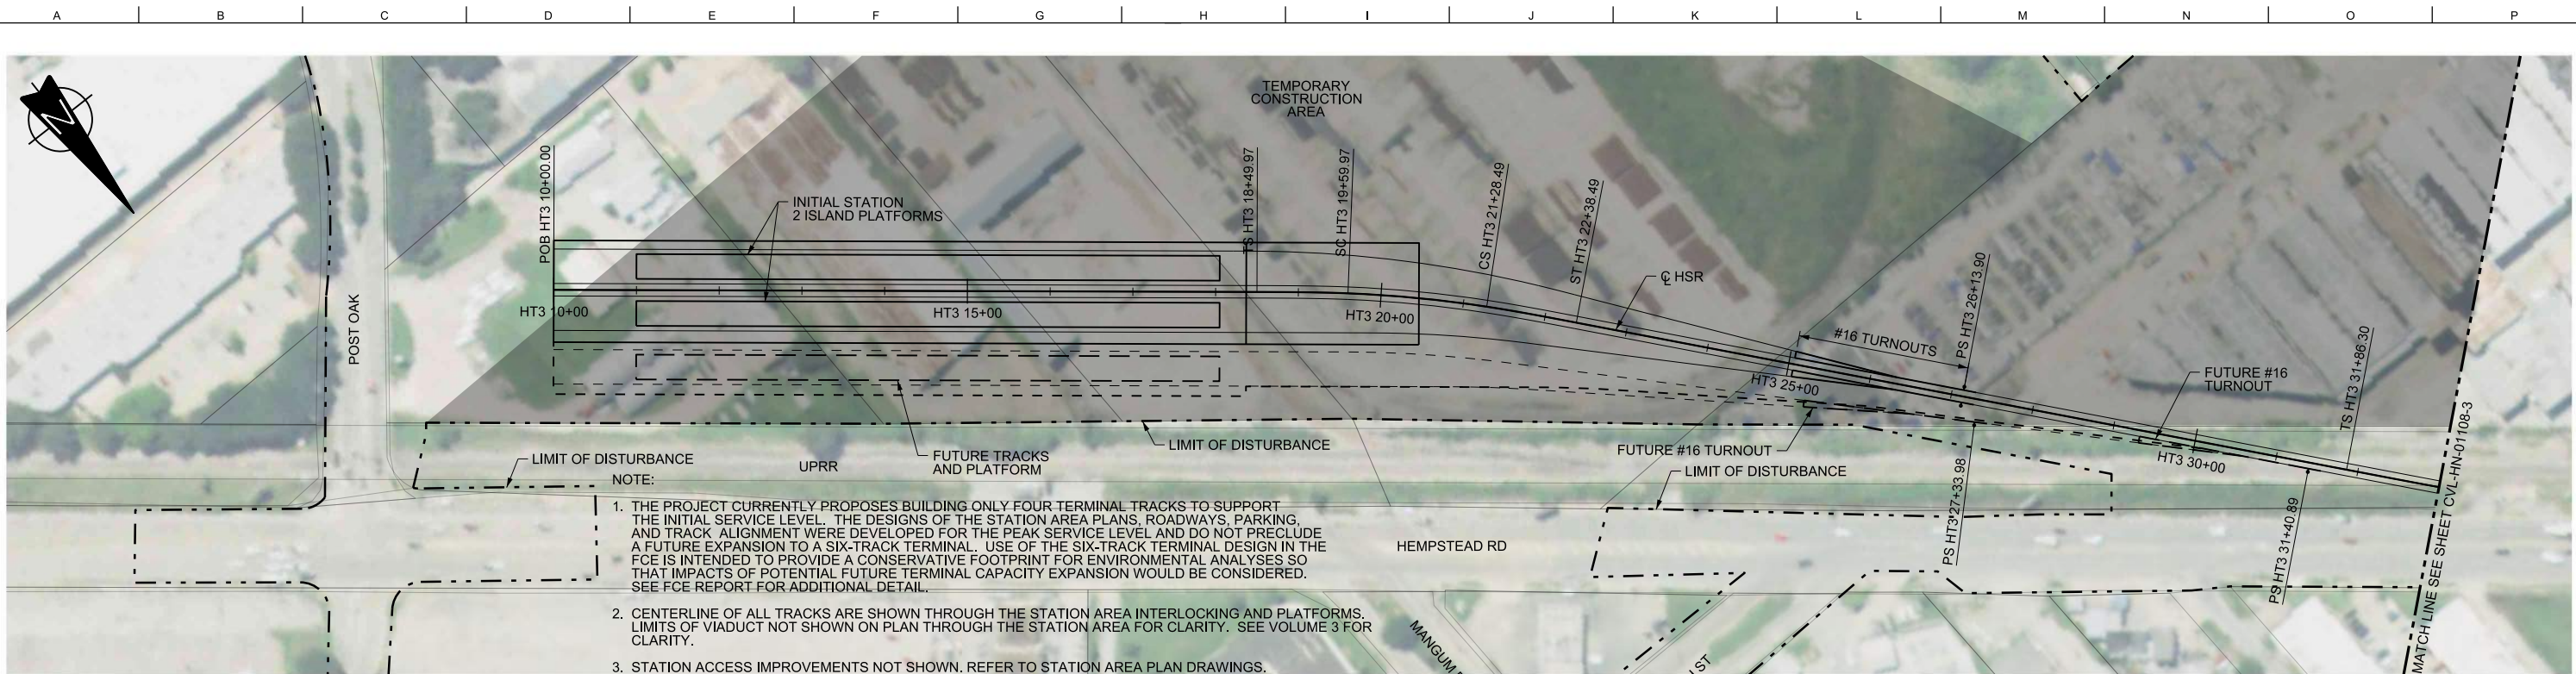 A B C D E F G H I J K L M N O P
N
TEMPORARY
CONSTRUCTION
AREA
POB HT3 10+00.00
INITIAL STATION
2 ISLAND PLATFORMS
TS HT3 18+49.97
SC HT3 19+59.97
CS HT3 21+28.49
ST HT3 22+38.49
℄ HSR
POST OAK
HT3 10+00
HT3 15+00
HT3 20+00
#16 TURNOUTS
PS HT3 26+13.90
HT3 25+00
FUTURE #16
TURNOUT
TS HT3 31+86.30
LIMIT OF DISTURBANCE
UPRR
FUTURE TRACKS
AND PLATFORM
LIMIT OF DISTURBANCE
FUTURE #16 TURNOUT
LIMIT OF DISTURBANCE
HT3 30+00
PS HT3 27+33.98
PS HT3 31+40.89
MATCH LINE SEE SHEET CVL-HN-01108-3
HEMPSTEAD RD
NOTE:
1. THE PROJECT CURRENTLY PROPOSES BUILDING ONLY FOUR TERMINAL TRACKS TO SUPPORT
THE INITIAL SERVICE LEVEL. THE DESIGNS OF THE STATION AREA PLANS, ROADWAYS, PARKING,
AND TRACK ALIGNMENT WERE DEVELOPED FOR THE PEAK SERVICE LEVEL AND DO NOT PRECLUDE
A FUTURE EXPANSION TO A SIX-TRACK TERMINAL. USE OF THE SIX-TRACK TERMINAL DESIGN IN THE
FCE IS INTENDED TO PROVIDE A CONSERVATIVE FOOTPRINT FOR ENVIRONMENTAL ANALYSES SO
THAT IMPACTS OF POTENTIAL FUTURE TERMINAL CAPACITY EXPANSION WOULD BE CONSIDERED.
SEE FCE REPORT FOR ADDITIONAL DETAIL.
2. CENTERLINE OF ALL TRACKS ARE SHOWN THROUGH THE STATION AREA INTERLOCKING AND PLATFORMS.
LIMITS OF VIADUCT NOT SHOWN ON PLAN THROUGH THE STATION AREA FOR CLARITY. SEE VOLUME 3 FOR
CLARITY.
3. STATION ACCESS IMPROVEMENTS NOT SHOWN. REFER TO STATION AREA PLAN DRAWINGS.
MANGUM
ST